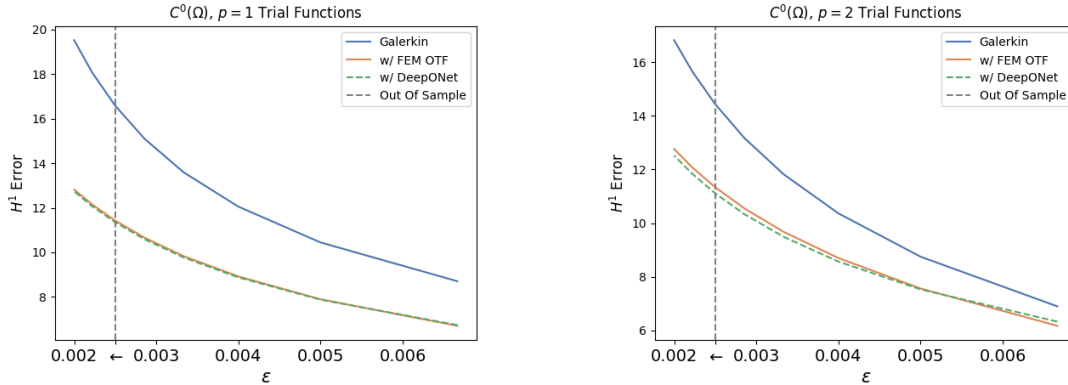 C⁰(Ω), p = 1 Trial Functions
20
18
16
14
12
10
8
H¹ Error
Galerkin
w/ FEM OTF
w/ DeepONet
Out Of Sample
0.002 ← 0.003 0.004 0.005 0.006
ε
C⁰(Ω), p = 2 Trial Functions
16
14
12
10
8
6
H¹ Error
Galerkin
w/ FEM OTF
w/ DeepONet
Out Of Sample
0.002 ← 0.003 0.004 0.005 0.006
ε